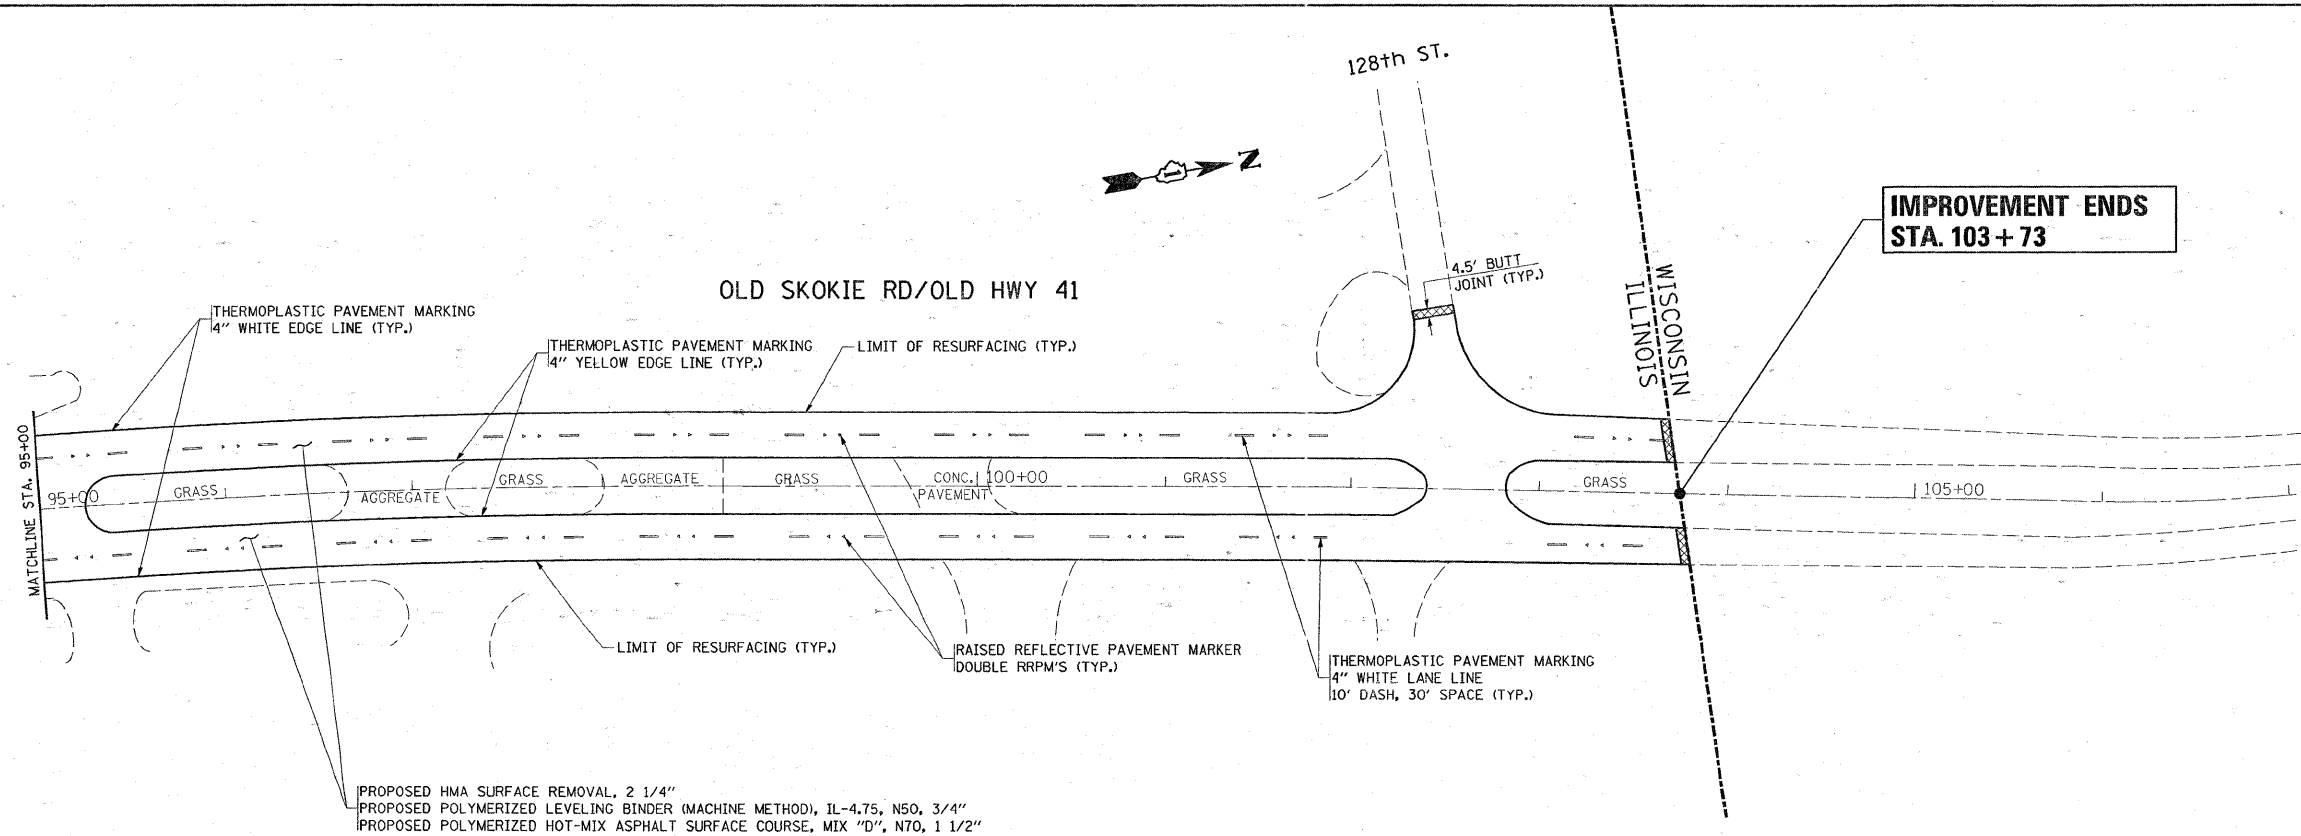 128th ST.
N
IMPROVEMENT ENDS
STA. 103+73
4.5' BUTT
JOINT (TYP.)
WISCONSIN
ILLINOIS
OLD SKOKIE RD/OLD HWY 41
THERMOPLASTIC PAVEMENT MARKING
4" WHITE EDGE LINE (TYP.)
THERMOPLASTIC PAVEMENT MARKING
4" YELLOW EDGE LINE (TYP.)
LIMIT OF RESURFACING (TYP.)
MATCHLINE STA. 95+00
95+00
GRASS
AGGREGATE
GRASS
AGGREGATE
GRASS
CONC.
PAVEMENT
100+00
GRASS
GRASS
105+00
LIMIT OF RESURFACING (TYP.)
RAISED REFLECTIVE PAVEMENT MARKER
DOUBLE RRPM'S (TYP.)
THERMOPLASTIC PAVEMENT MARKING
4" WHITE LANE LINE
10' DASH, 30' SPACE (TYP.)
PROPOSED HMA SURFACE REMOVAL, 2 1/4"
PROPOSED POLYMERIZED LEVELING BINDER (MACHINE METHOD), IL-4.75, N50, 3/4"
PROPOSED POLYMERIZED HOT-MIX ASPHALT SURFACE COURSE, MIX "D", N70, 1 1/2"